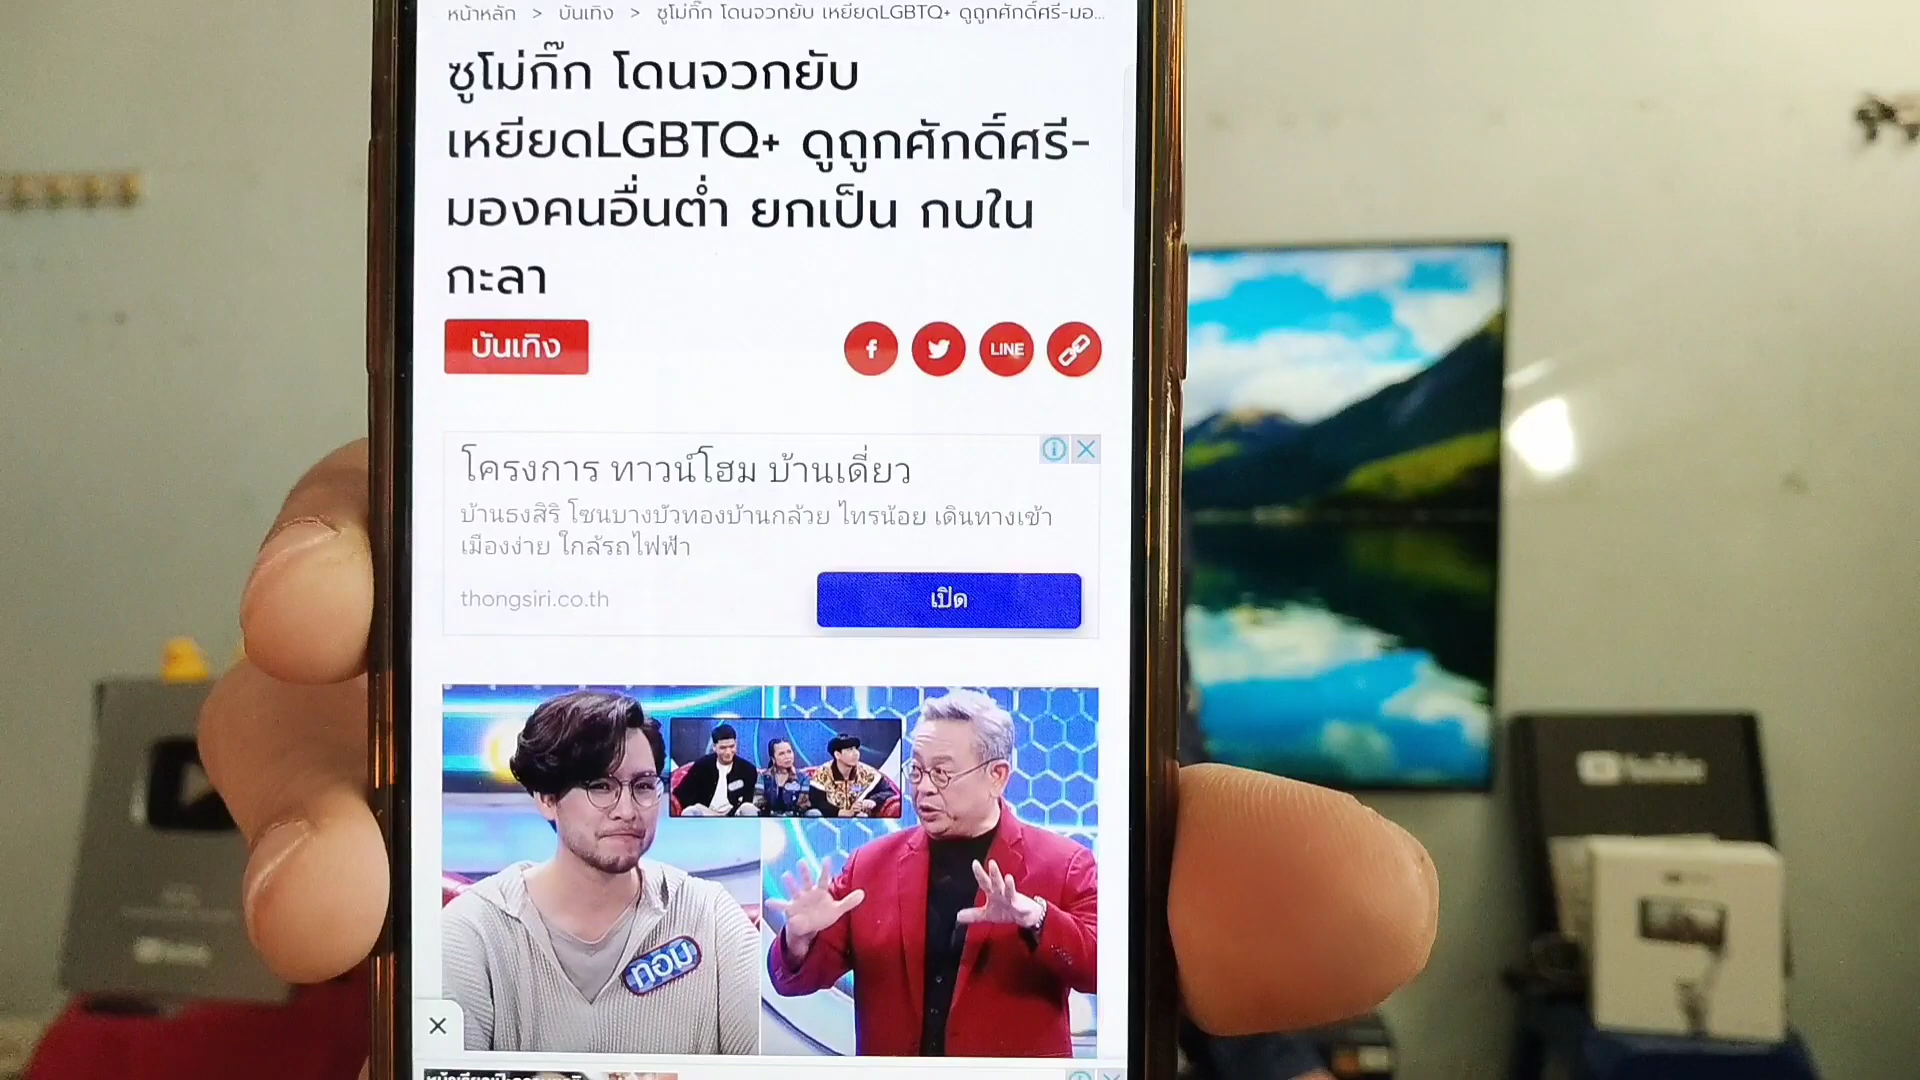 หน้าหลัก > บันเทิง > ซูโม่กิ๊ก โดนจวกยับ เหยียดLGBTQ+ ดูถูกศักดิ์ศรี-มอ...
ซูโม่กิ๊ก โดนจวกยับ
เหยียดLGBTQ+ ดูถูกศักดิ์ศรี-
มองคนอื่นต่ำ ยกเป็น กบใน
กะลา
บันเทิง
LINE
โครงการ ทาวน์โฮม บ้านเดี่ยว
บ้านธงสิริ โซนบางบัวทองบ้านกล้วย ไทรน้อย เดินทางเข้า
เมืองง่าย ใกล้รถไฟฟ้า
thongsiri.co.th
เปิด
ทอม
YouTube